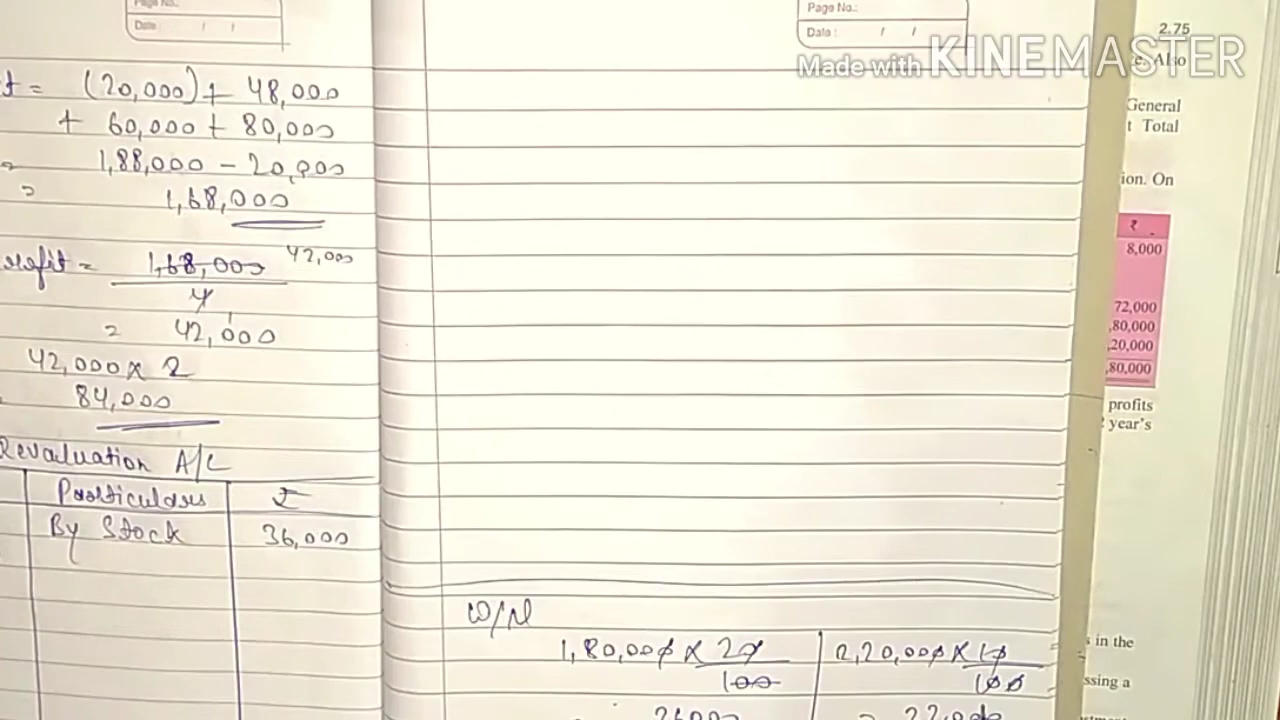 Page No.
Date : / /
t = (20,000) + 48,000
+ 60,000 + 80,000
= 1,88,000 - 20,000
= 1,68,000
rofit = 1,68,000 42,000
4 1
= 42,000
42,000 x 2
84,000
Revaluation A/C
Particulars ₹
By Stock 36,000
Page No.:
Date : / /
Made with KINEMASTER
W/N
1,80,000 x 20
100
2,20,000 x 10
100
36000
= 22,000
2.75
e. Also
General
t Total
ion. On
₹
8,000
72,000
,80,000
,20,000
,80,000
profits
year's
s in the
ssing a